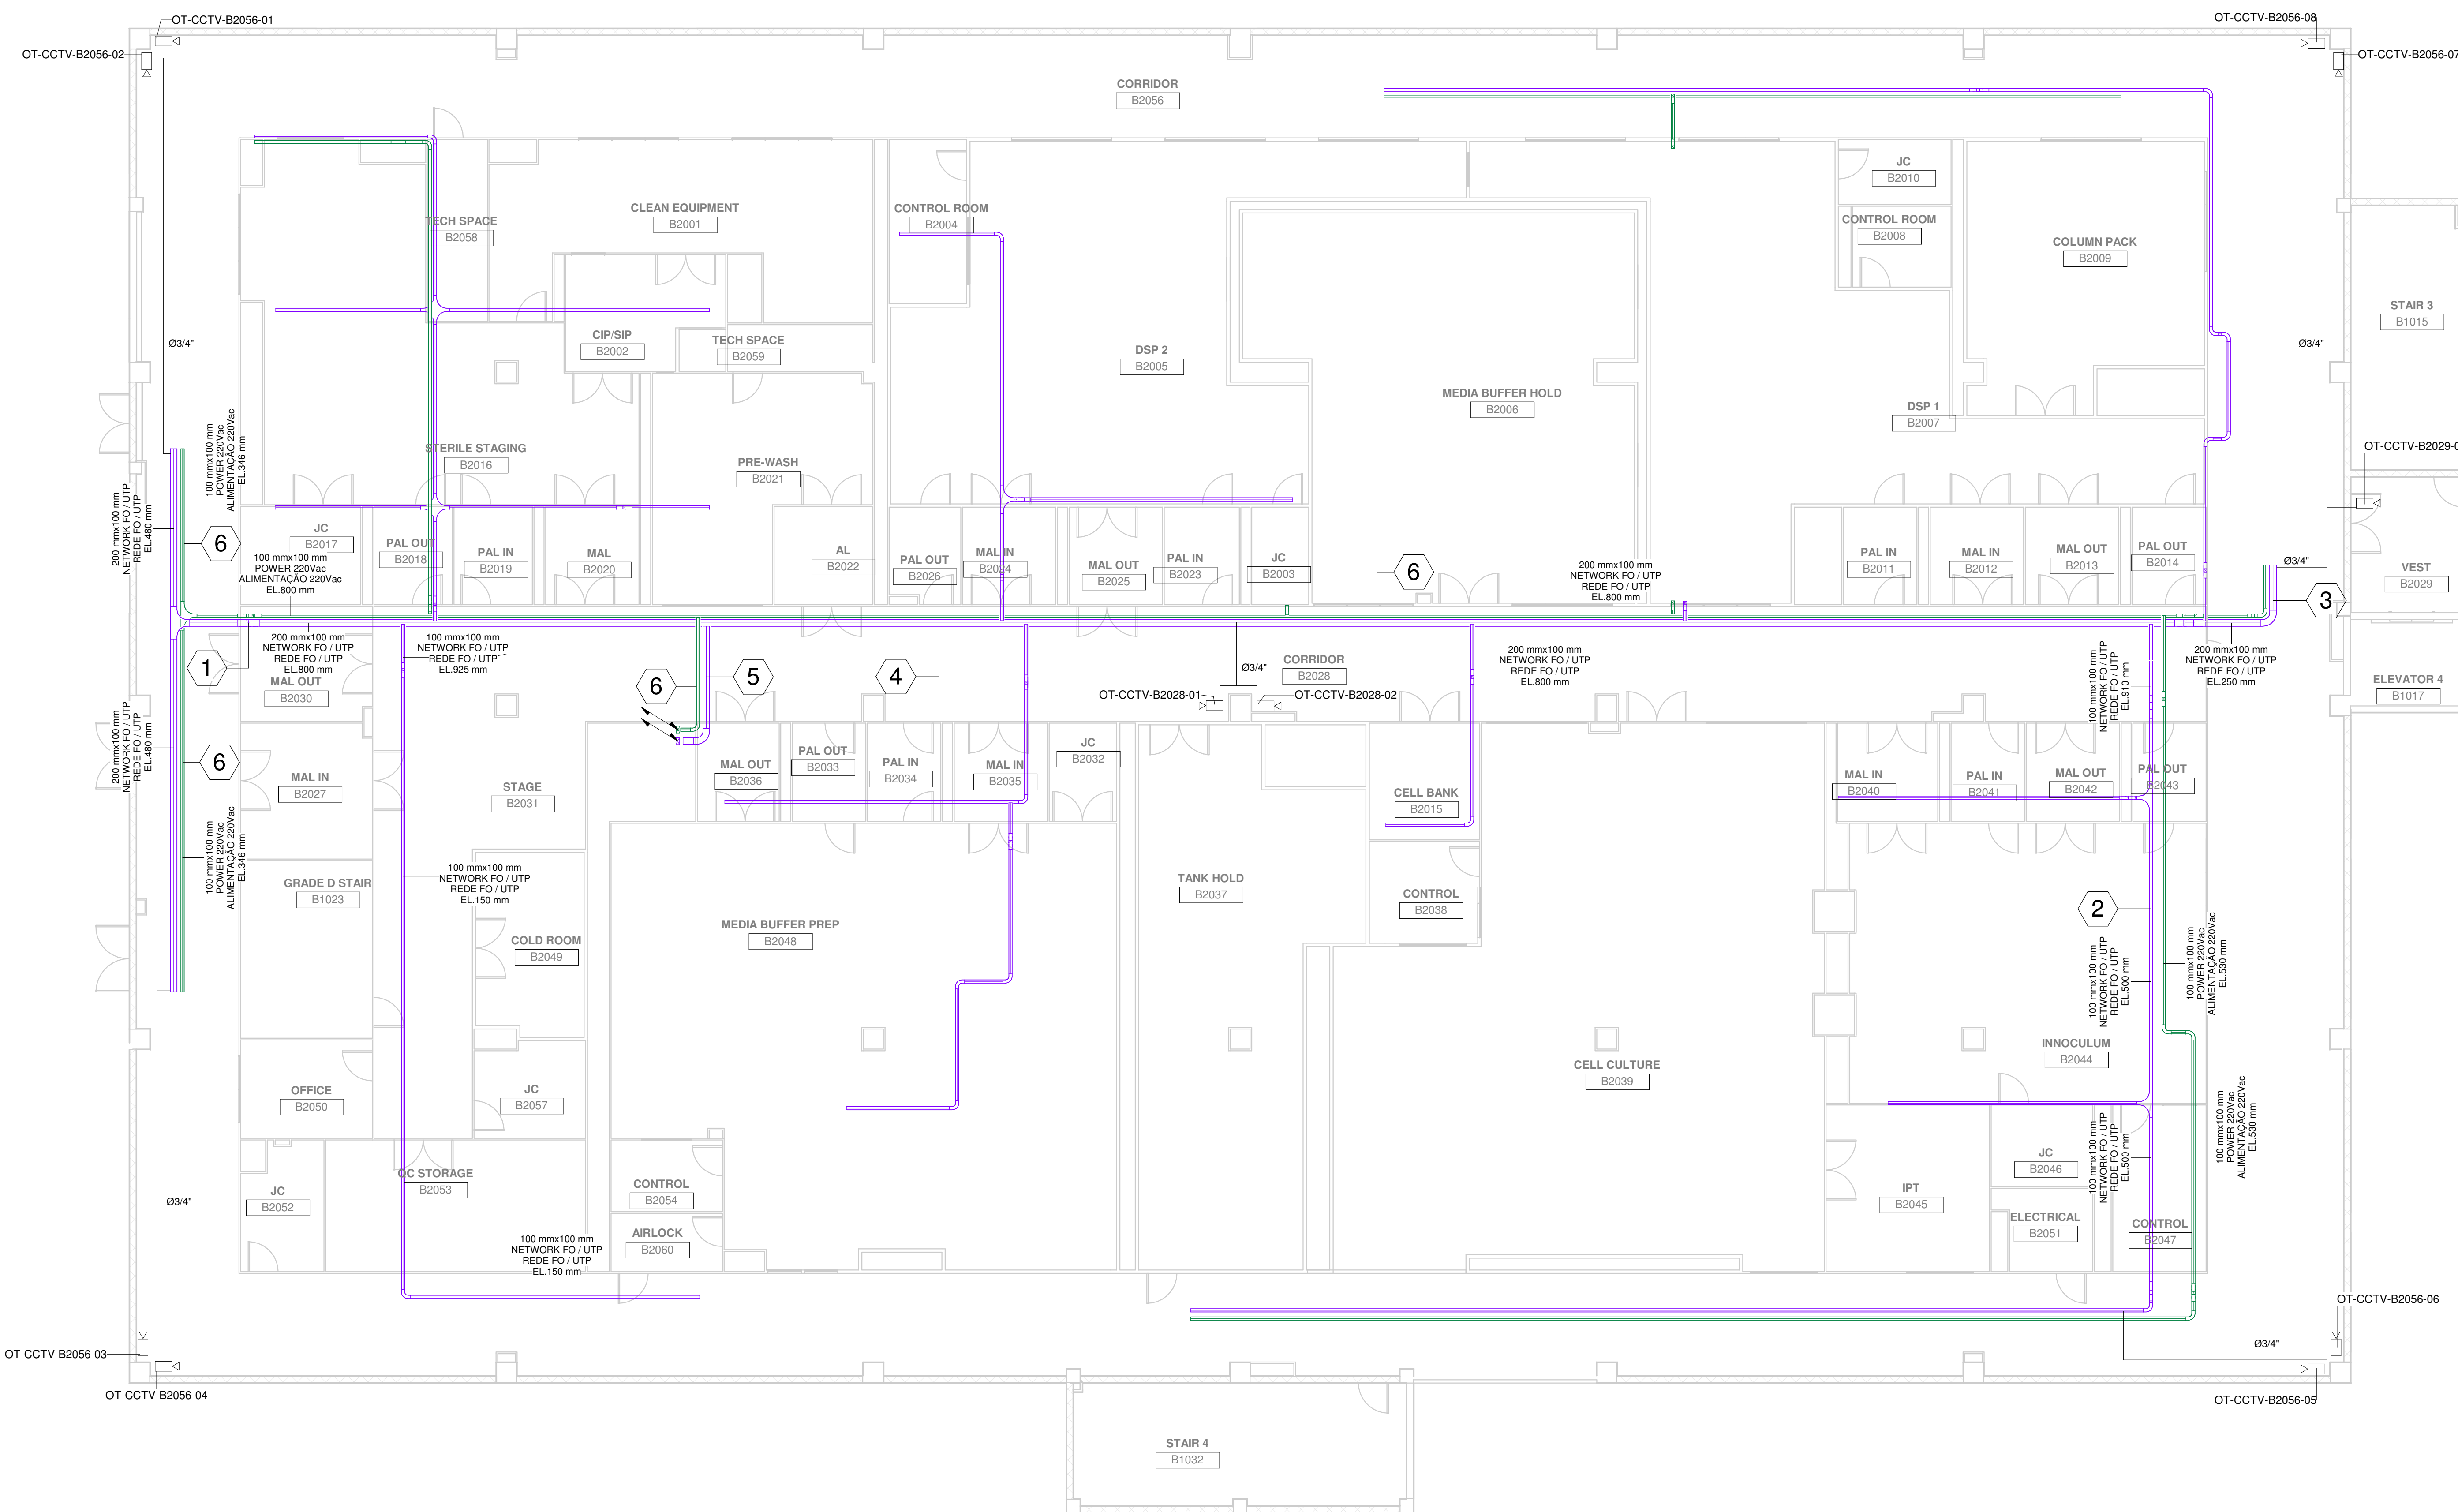 OT-CCTV-B2056-01
OT-CCTV-B2056-02
OT-CCTV-B2056-08
OT-CCTV-B2056-07
CORRIDOR
B2056
TECH SPACE
B2058
CLEAN EQUIPMENT
B2001
CONTROL ROOM
B2004
JC
B2010
CONTROL ROOM
B2008
COLUMN PACK
B2009
STAIR 3
B1015
Ø3/4"
CIP/SIP
B2002
TECH SPACE
B2059
DSP 2
B2005
MEDIA BUFFER HOLD
B2006
DSP 1
B2007
Ø3/4"
100 mmx100 mm
POWER 220Vac
ALIMENTAÇÃO 220Vac
EL.346 mm
STERILE STAGING
B2016
PRE-WASH
B2021
OT-CCTV-B2029-0
200 mmx100 mm
NETWORK FO / UTP
REDE FO / UTP
EL.480 mm
6
JC
B2017
PAL OUT
B2018
PAL IN
B2019
MAL
B2020
AL
B2022
PAL OUT
B2026
MAL IN
B2024
MAL OUT
B2025
PAL IN
B2023
JC
B2003
6
PAL IN
B2011
MAL IN
B2012
MAL OUT
B2013
PAL OUT
B2014
Ø3/4"
VEST
B2029
100 mmx100 mm
POWER 220Vac
ALIMENTAÇÃO 220Vac
EL.800 mm
200 mmx100 mm
NETWORK FO / UTP
REDE FO / UTP
EL.800 mm
3
1
200 mmx100 mm
NETWORK FO / UTP
REDE FO / UTP
EL.800 mm
100 mmx100 mm
NETWORK FO / UTP
REDE FO / UTP
EL.925 mm
MAL OUT
B2030
6
5
4
Ø3/4"
CORRIDOR
B2028
OT-CCTV-B2028-01
OT-CCTV-B2028-02
200 mmx100 mm
NETWORK FO / UTP
REDE FO / UTP
EL.800 mm
100 mmx100 mm
NETWORK FO / UTP
REDE FO / UTP
EL.910 mm
200 mmx100 mm
NETWORK FO / UTP
REDE FO / UTP
EL.250 mm
ELEVATOR 4
B1017
200 mmx100 mm
NETWORK FO / UTP
REDE FO / UTP
EL.480 mm
6
MAL IN
B2027
STAGE
B2031
MAL OUT
B2036
PAL OUT
B2033
PAL IN
B2034
MAL IN
B2035
JC
B2032
CELL BANK
B2015
MAL IN
B2040
PAL IN
B2041
MAL OUT
B2042
PAL OUT
B2043
100 mmx100 mm
POWER 220Vac
ALIMENTAÇÃO 220Vac
EL.346 mm
GRADE D STAIR
B1023
100 mmx100 mm
NETWORK FO / UTP
REDE FO / UTP
EL.150 mm
COLD ROOM
B2049
MEDIA BUFFER PREP
B2048
TANK HOLD
B2037
CONTROL
B2038
2
100 mmx100 mm
NETWORK FO / UTP
REDE FO / UTP
EL.500 mm
100 mmx100 mm
POWER 220Vac
ALIMENTAÇÃO 220Vac
EL.530 mm
INNOCULUM
B2044
CELL CULTURE
B2039
OFFICE
B2050
JC
B2057
100 mmx100 mm
NETWORK FO / UTP
REDE FO / UTP
EL.500 mm
100 mmx100 mm
POWER 220Vac
ALIMENTAÇÃO 220Vac
EL.530 mm
JC
B2052
QC STORAGE
B2053
CONTROL
B2054
IPT
B2045
JC
B2046
Ø3/4"
AIRLOCK
B2060
ELECTRICAL
B2051
CONTROL
B2047
100 mmx100 mm
NETWORK FO / UTP
REDE FO / UTP
EL.150 mm
OT-CCTV-B2056-06
OT-CCTV-B2056-03
Ø3/4"
OT-CCTV-B2056-04
OT-CCTV-B2056-05
STAIR 4
B1032